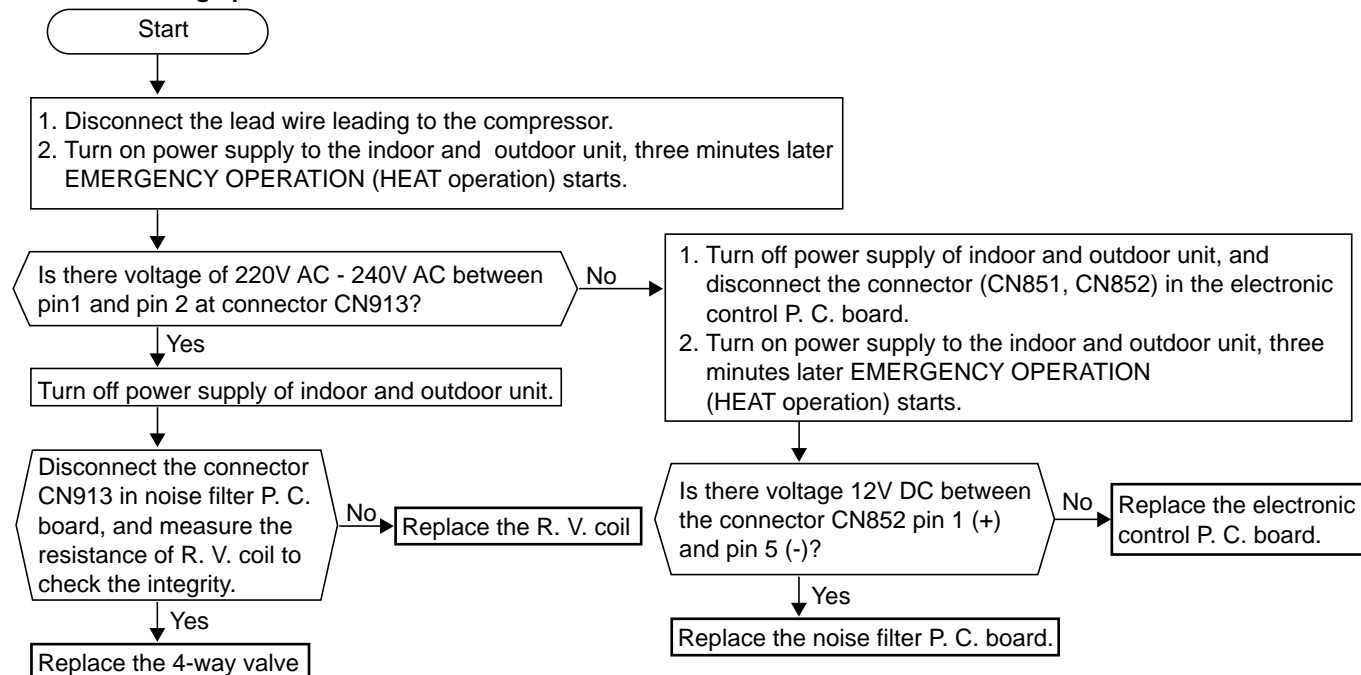 Start
1. Disconnect the lead wire leading to the compressor.
2. Turn on power supply to the indoor and outdoor unit, three minutes later
EMERGENCY OPERATION (HEAT operation) starts.
Is there voltage of 220V AC - 240V AC between
pin1 and pin 2 at connector CN913?
No
1. Turn off power supply of indoor and outdoor unit, and
disconnect the connector (CN851, CN852) in the electronic
control P. C. board.
2. Turn on power supply to the indoor and outdoor unit, three
minutes later EMERGENCY OPERATION
(HEAT operation) starts.
Yes
Turn off power supply of indoor and outdoor unit.
Disconnect the connector
CN913 in noise filter P. C.
board, and measure the
resistance of R. V. coil to
check the integrity.
No
Replace the R. V. coil
Is there voltage 12V DC between
the connector CN852 pin 1 (+)
and pin 5 (-)?
No
Replace the electronic
control P. C. board.
Yes
Replace the 4-way valve
Yes
Replace the noise filter P. C. board.